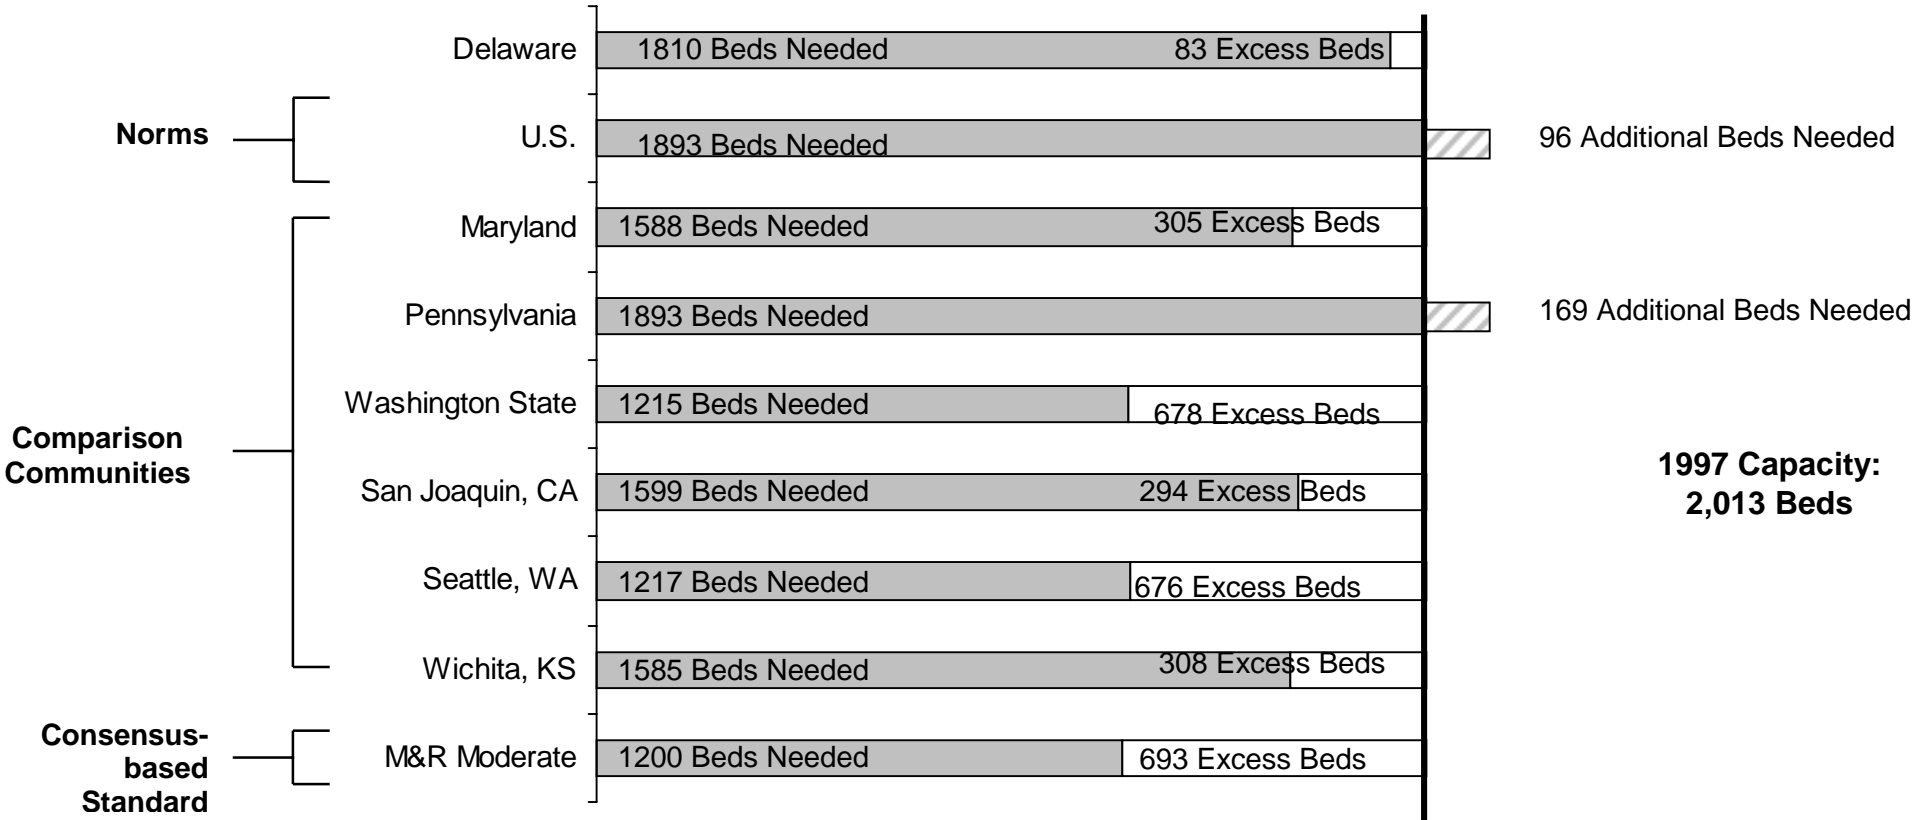 Delaware 1810 Beds Needed 83 Excess Beds
Norms U.S. 1893 Beds Needed 96 Additional Beds Needed
Maryland 1588 Beds Needed 305 Excess Beds
Pennsylvania 1893 Beds Needed 169 Additional Beds Needed
Washington State 1215 Beds Needed 678 Excess Beds
Comparison
Communities
San Joaquin, CA 1599 Beds Needed 294 Excess Beds
1997 Capacity:
2,013 Beds
Seattle, WA 1217 Beds Needed 676 Excess Beds
Wichita, KS 1585 Beds Needed 308 Excess Beds
Consensus-
based
Standard
M&R Moderate 1200 Beds Needed 693 Excess Beds